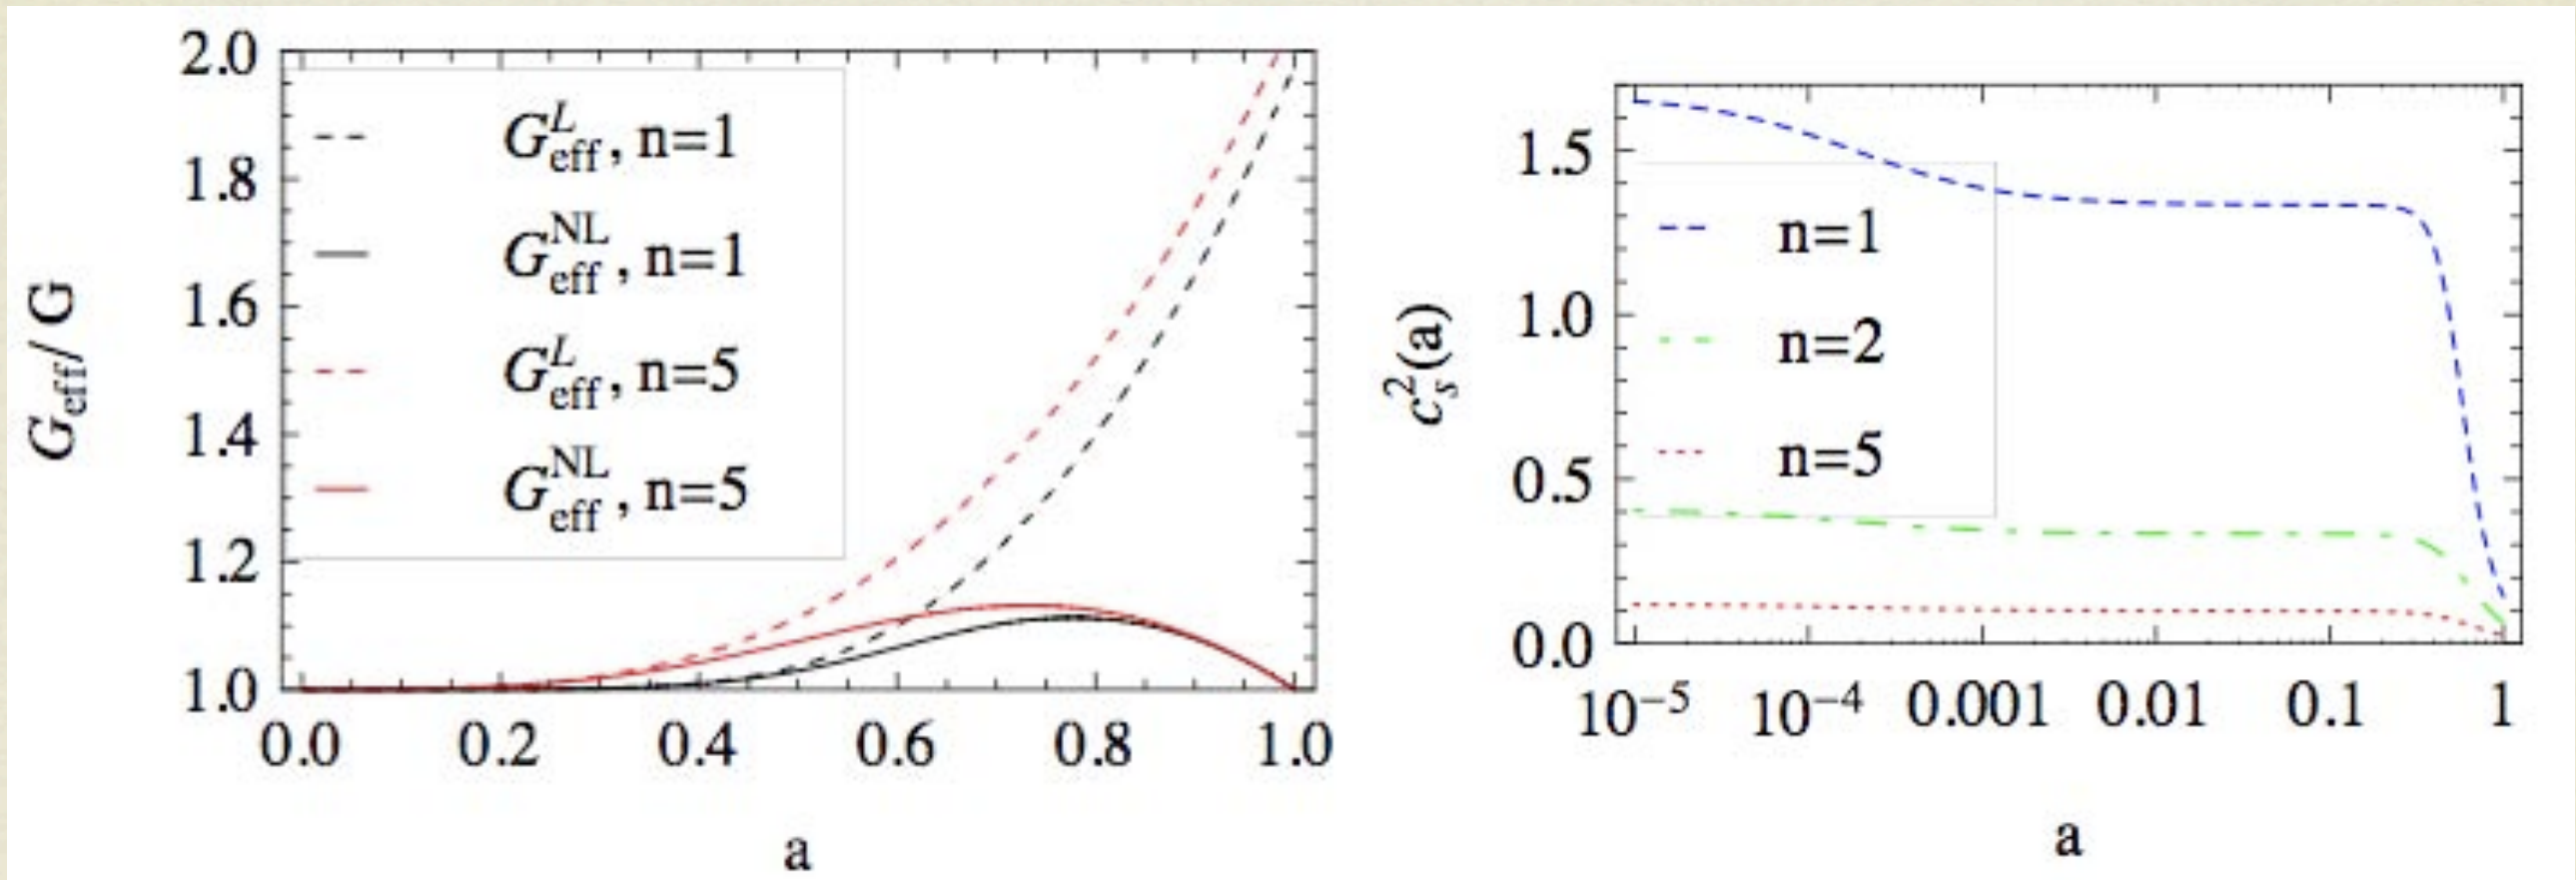 G_eff / G
2.0
1.8
1.6
1.4
1.2
1.0
G^L_eff, n=1
G^NL_eff, n=1
G^L_eff, n=5
G^NL_eff, n=5
0.0 0.2 0.4 0.6 0.8 1.0
a
c_s^2(a)
1.5
1.0
0.5
0.0
n=1
n=2
n=5
10^−5 10^−4 0.001 0.01 0.1 1
a